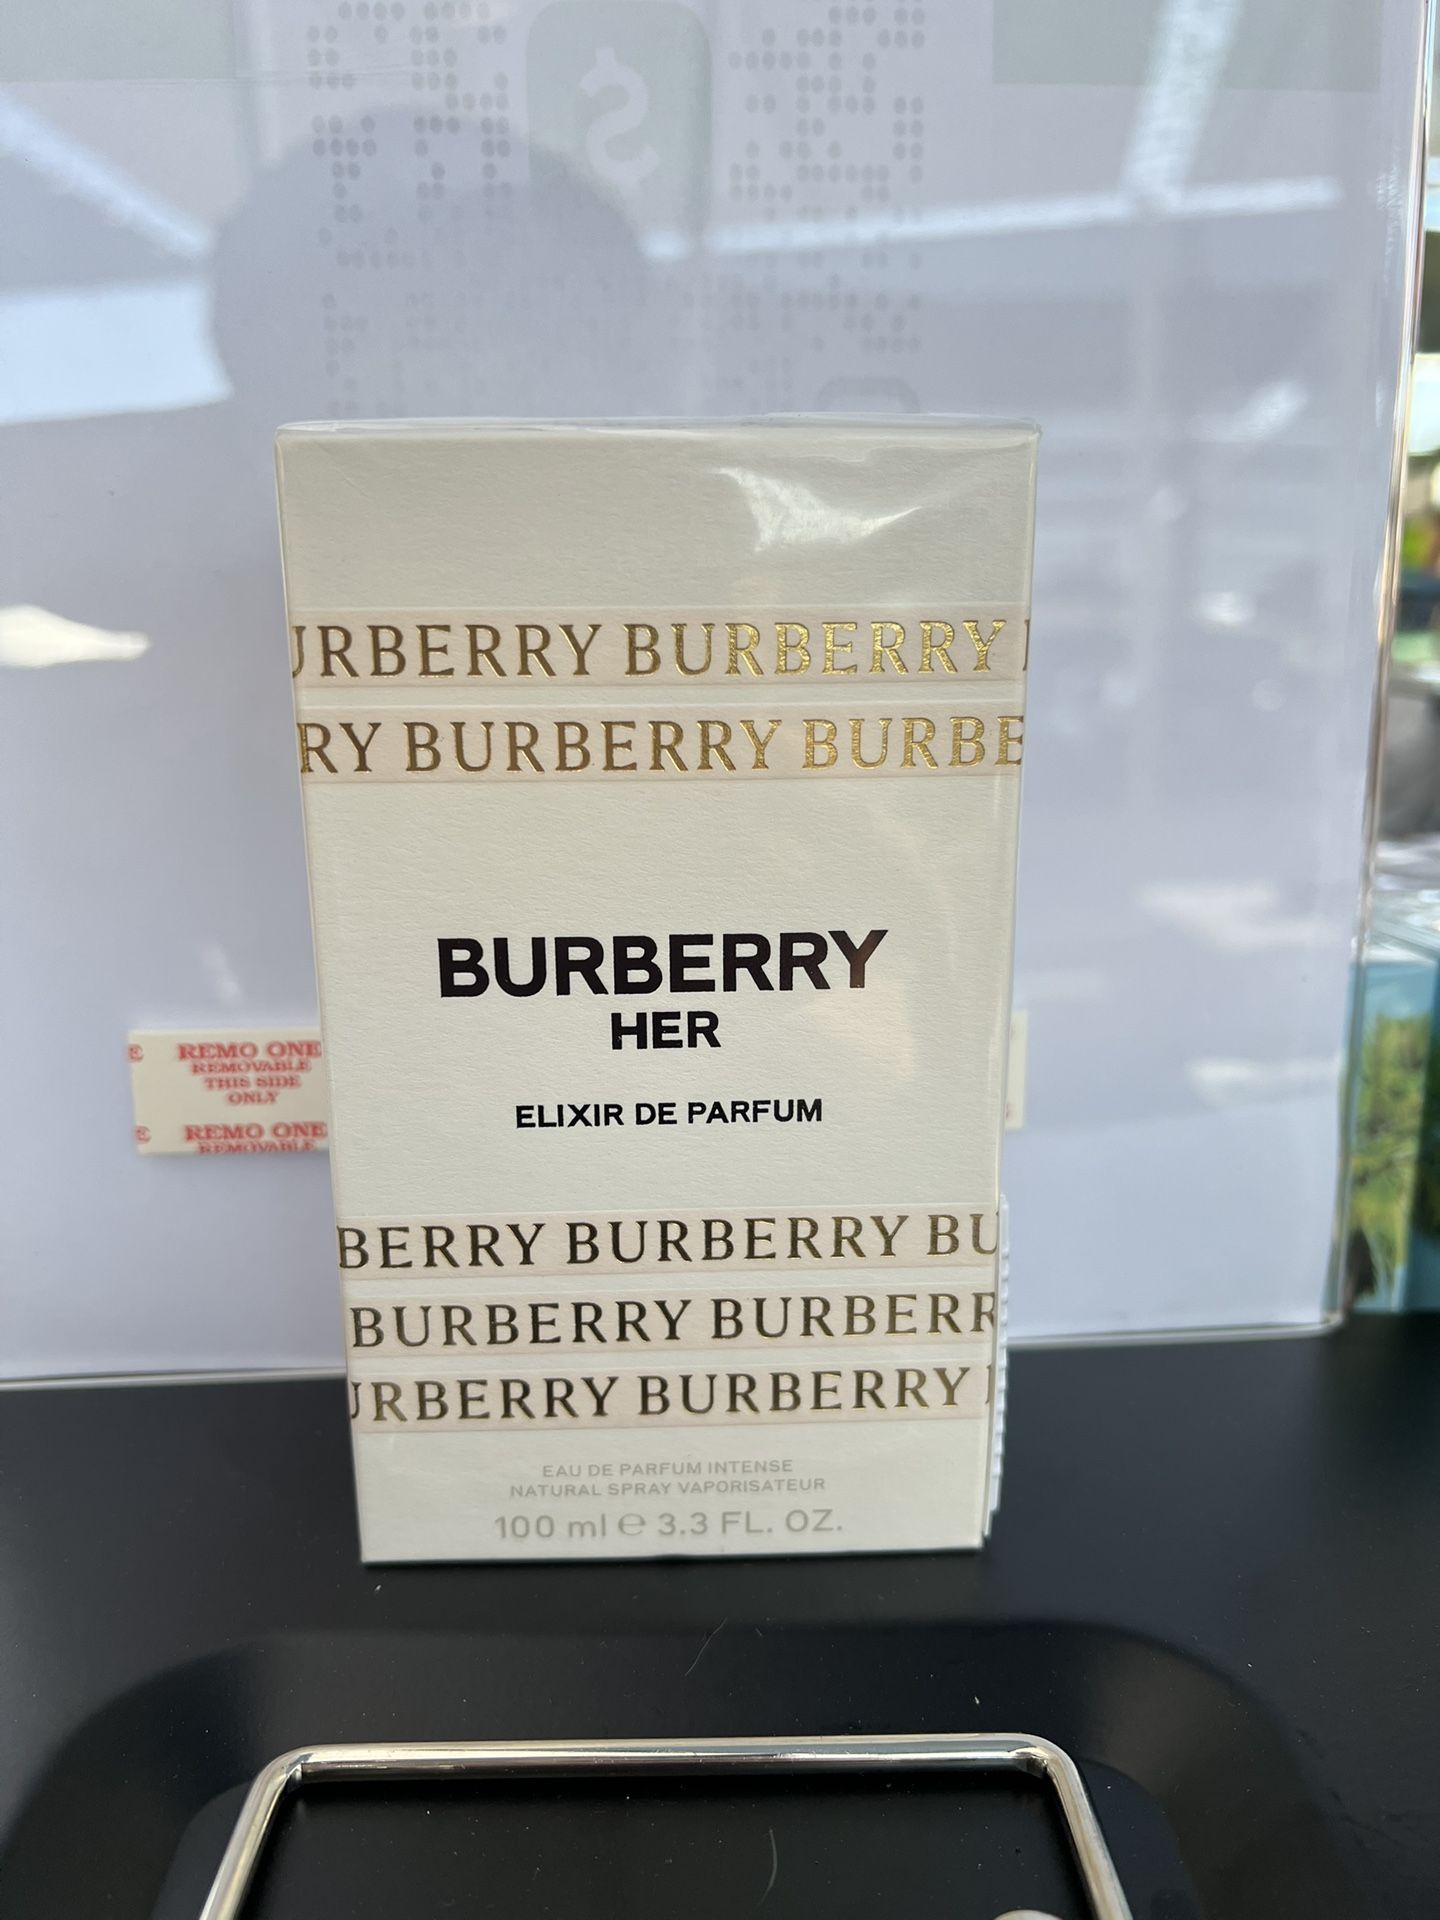 URBERRY BURBERRY
RY BURBERRY BURBE
BURBERRY
HER
ELIXIR DE PARFUM
BERRY BURBERRY BU
BURBERRY BURBERR
URBERRY BURBERRY
EAU DE PARFUM INTENSE
NATURAL SPRAY VAPORISATEUR
100 ml ℮ 3.3 FL. OZ.
E REMO ONE
REMOVABLE
THIS SIDE
ONLY
E REMO ONE
REMOVABLE
$